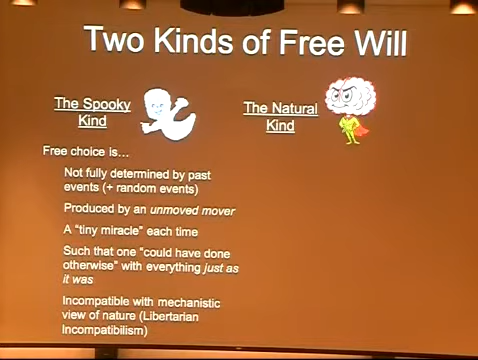 Two Kinds of Free Will
The Spooky
Kind
The Natural
Kind
Free choice is...
Not fully determined by past
events (+ random events)
Produced by an unmoved mover
A “tiny miracle” each time
Such that one “could have done
otherwise” with everything just as
it was
Incompatible with mechanistic
view of nature (Libertarian
Incompatibilism)